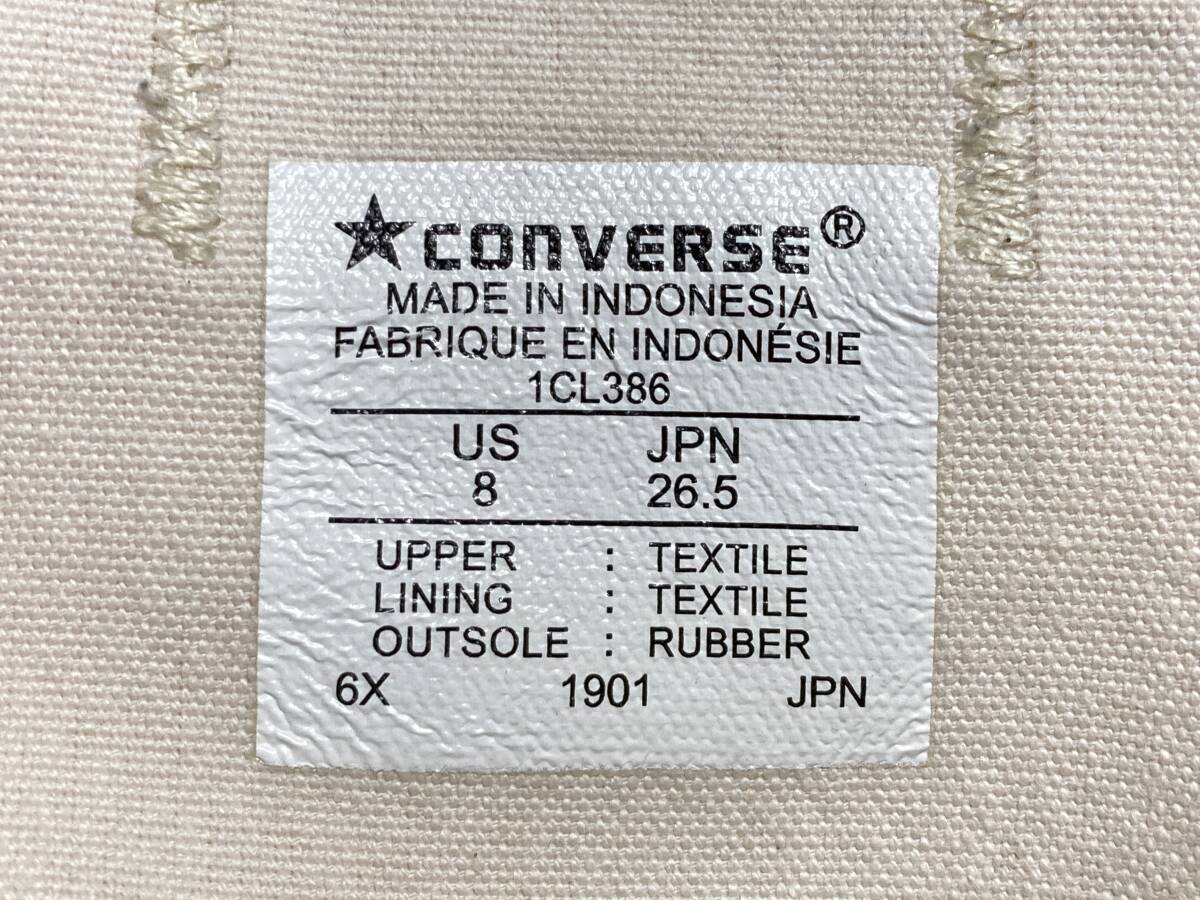 ★CONVERSE®
MADE IN INDONESIA
FABRIQUE EN INDONÉSIE
1CL386
US JPN
8 26.5
UPPER : TEXTILE
LINING : TEXTILE
OUTSOLE : RUBBER
6X 1901 JPN